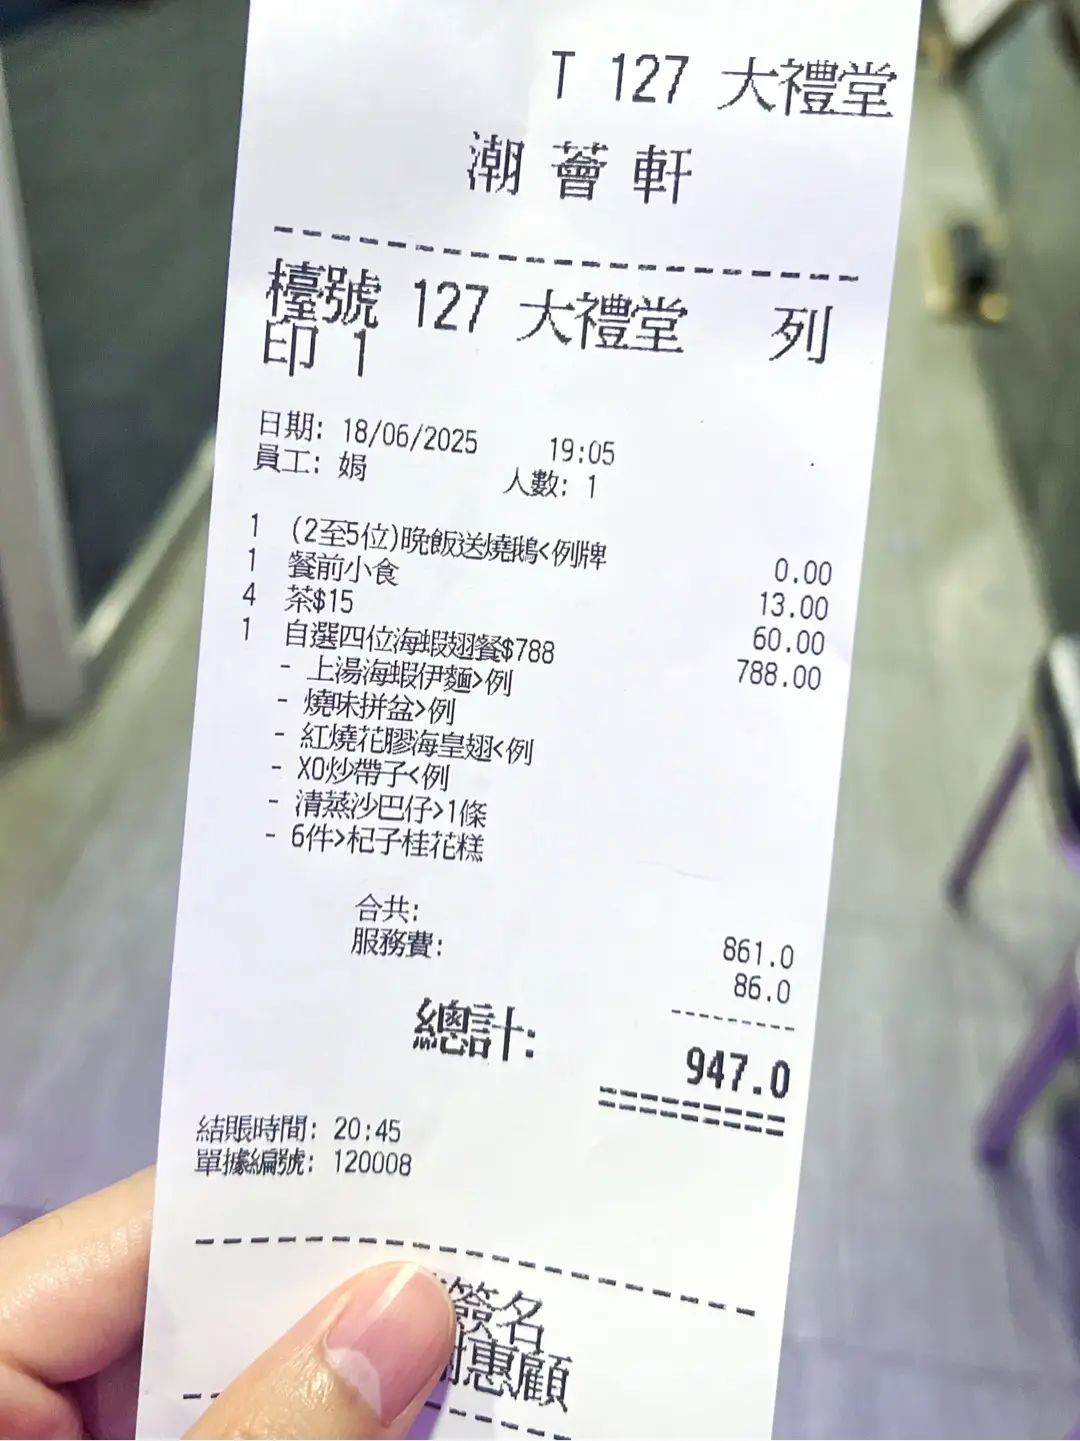 T 127 大禮堂
潮薈軒
檯號 127 大禮堂 列
印 1
日期: 18/06/2025 19:05
員工: 娟 人數: 1
1 (2至5位)晚飯送燒鵝<例牌 0.00
1 餐前小食 13.00
4 茶$15 60.00
1 自選四位海蝦翅餐$788 788.00
- 上湯海蝦伊麵>例
- 燒味拼盆>例
- 紅燒花膠海皇翅<例
- XO炒帶子<例
- 清蒸沙巴仔>1條
- 6件>杞子桂花糕
合共: 861.0
服務費: 86.0
總計: 947.0
結賬時間: 20:45
單據編號: 120008
簽名
惠顧